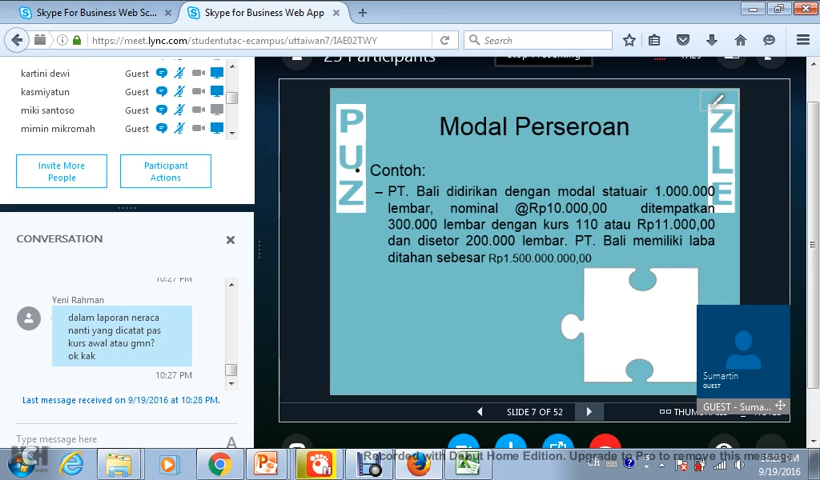 Skype For Business Web Sc...
Skype for Business Web App
https://meet.lync.com/studentutac-ecampus/uttaiwan7/IAE02TWY
Search
kartini dewi Guest
kasmiyatun Guest
miki santoso Guest
mimin mikromah Guest
Invite More
People
Participant
Actions
CONVERSATION
10:27 PM
Yeni Rahman
dalam laporan neraca
nanti yang dicatat pas
kurs awal atau gmn?
ok kak
10:27 PM
Last message received on 9/19/2016 at 10:28 PM.
Type message here
Participants
Stop Presenting
PUZ
ZLE
Modal Perseroan
• Contoh:
– PT. Bali didirikan dengan modal statuair 1.000.000
lembar, nominal @Rp10.000,00 ditempatkan
300.000 lembar dengan kurs 110 atau Rp11.000,00
dan disetor 200.000 lembar. PT. Bali memiliki laba
ditahan sebesar Rp1.500.000.000,00
Sumartin
GUEST
GUEST - Suma...
SLIDE 7 OF 52
Recorded with Debut Home Edition. Upgrade to Pro to remove this message
CH
9/19/2016